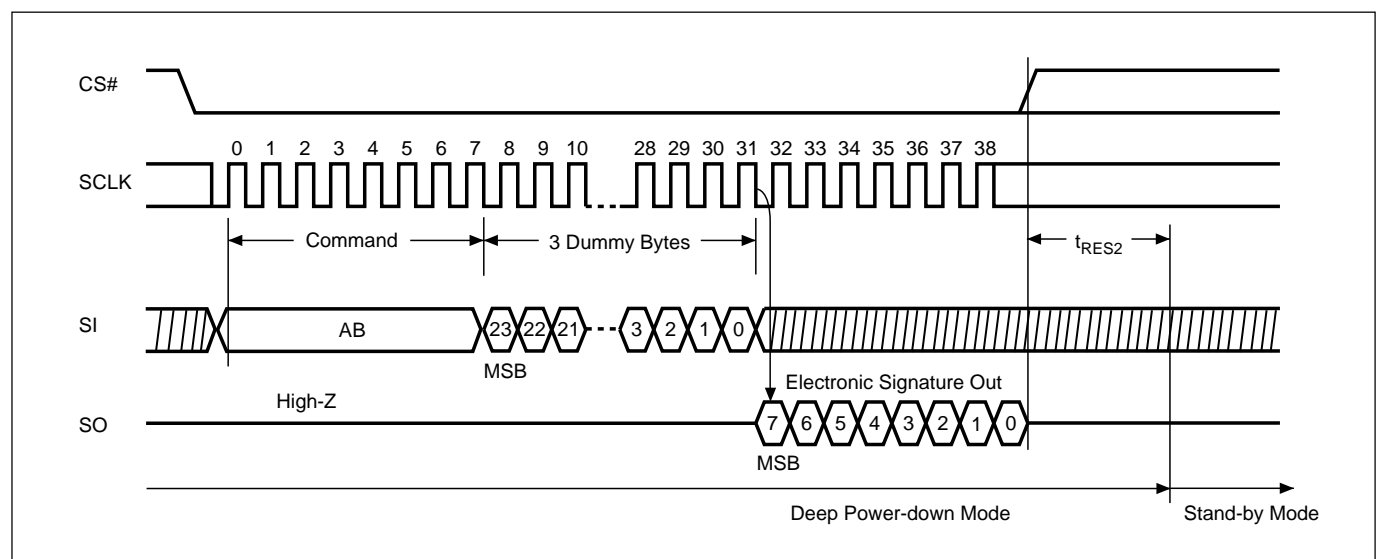 CS#
0 1 2 3 4 5 6 7 8 9 10 28 29 30 31 32 33 34 35 36 37 38
SCLK
Command
3 Dummy Bytes
tRES2
SI
AB
23 22 21 3 2 1 0
MSB
Electronic Signature Out
High-Z
SO
7 6 5 4 3 2 1 0
MSB
Deep Power-down Mode
Stand-by Mode